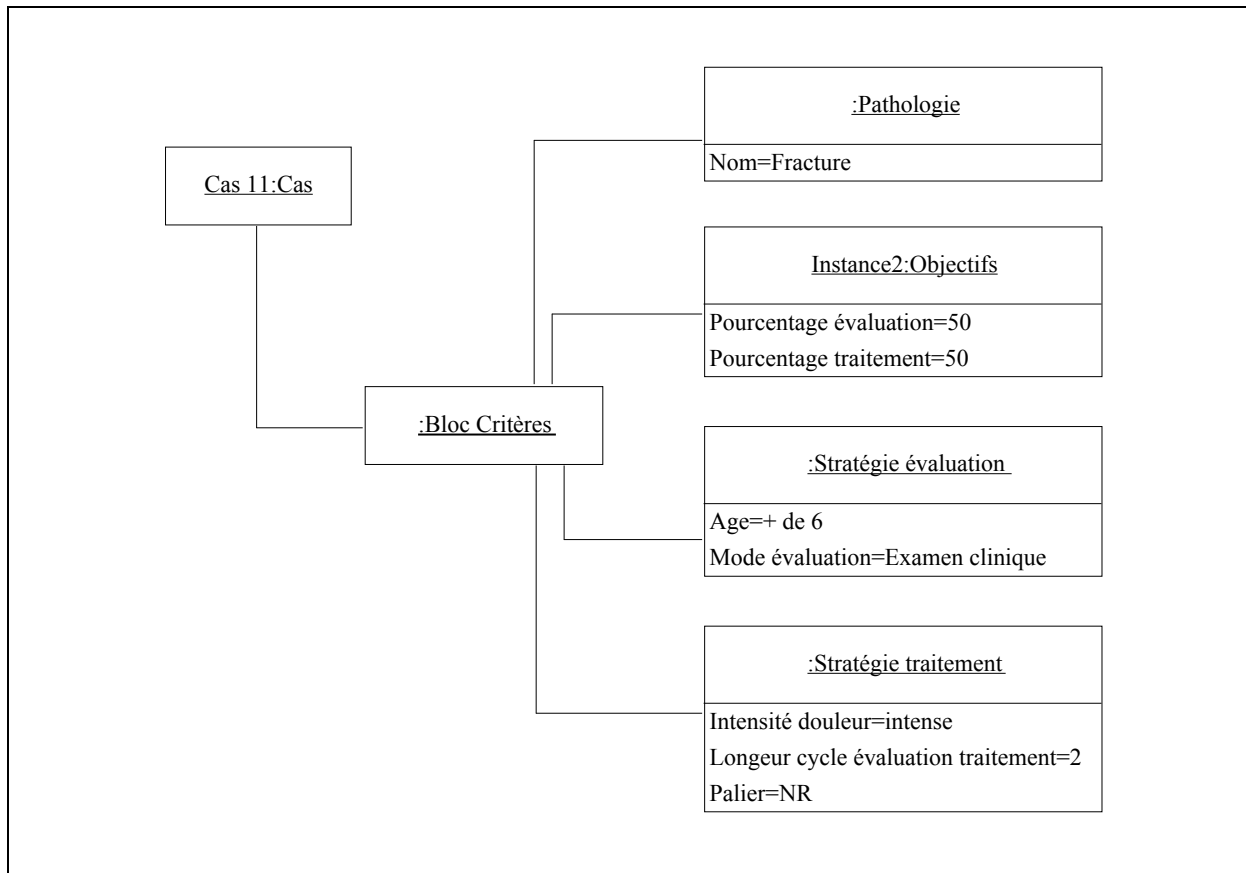 :Pathologie
Nom=Fracture
Cas 11:Cas
Instance2:Objectifs
Pourcentage évaluation=50
Pourcentage traitement=50
:Bloc Critères
:Stratégie évaluation
Age=+ de 6
Mode évaluation=Examen clinique
:Stratégie traitement
Intensité douleur=intense
Longeur cycle évaluation traitement=2
Palier=NR